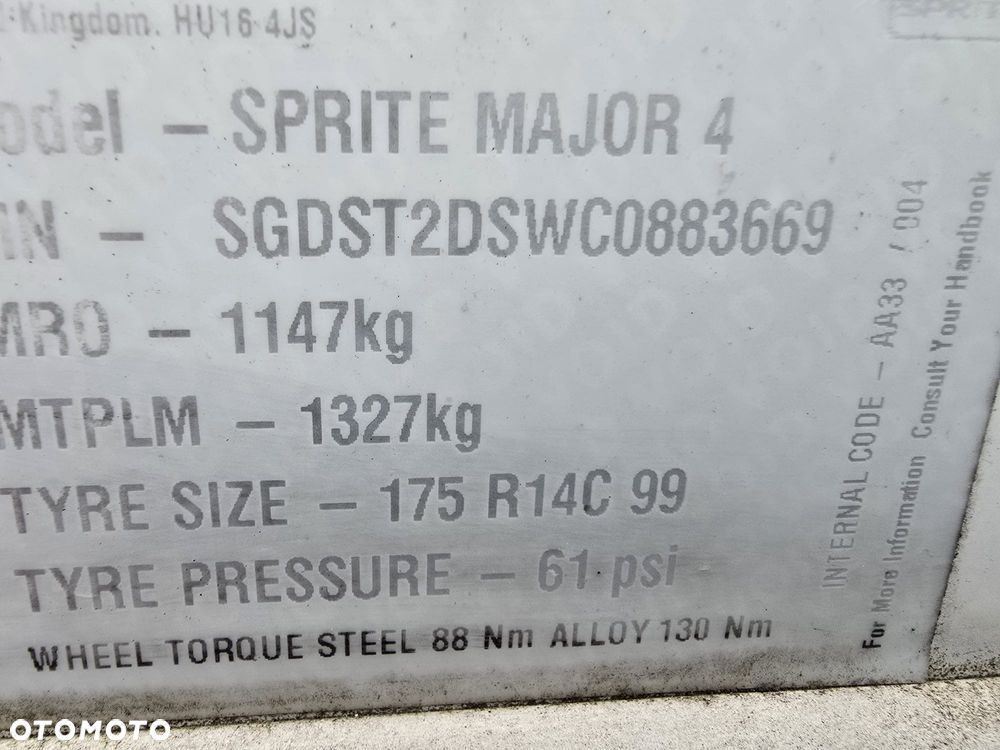 Kingdom. HU16 4JS
SPRITE
odel – SPRITE MAJOR 4
IN – SGDST2DSWC0883669
MRO – 1147kg
MTPLM – 1327kg
TYRE SIZE – 175 R14C 99
TYRE PRESSURE – 61 psi
WHEEL TORQUE STEEL 88 Nm ALLOY 130 Nm
INTERNAL CODE – AA33 / 004
For More Information Consult Your Handbook
OTOMOTO